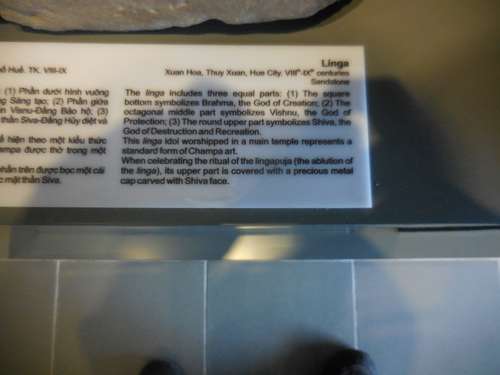 Linga
Xuan Hoa, Thuy Xuan, Hue City. VIIIth-IXth centuries
Sandstone
The linga includes three equal parts: (1) The square
bottom symbolizes Brahma, the God of Creation; (2) The
octagonal middle part symbolizes Vishnu, the God of
Protection; (3) The round upper part symbolizes Shiva, the
God of Destruction and Recreation.
This linga idol worshipped in a main temple represents a
standard form of Champa art.
When celebrating the ritual of the lingapuja (the ablution of
the linga), its upper part is covered with a precious metal
cap carved with Shiva face.
Huế. TK. VIII-IX
(1) Phần dưới hình vuông
Sáng tạo; (2) Phần giữa
Visnu-Đấng Bảo hộ; (3)
thần Siva-Đấng Hủy diệt và
hiện theo một kiểu thức
được thờ trong một
phần trên được bọc một cái
mặt thần Siva.